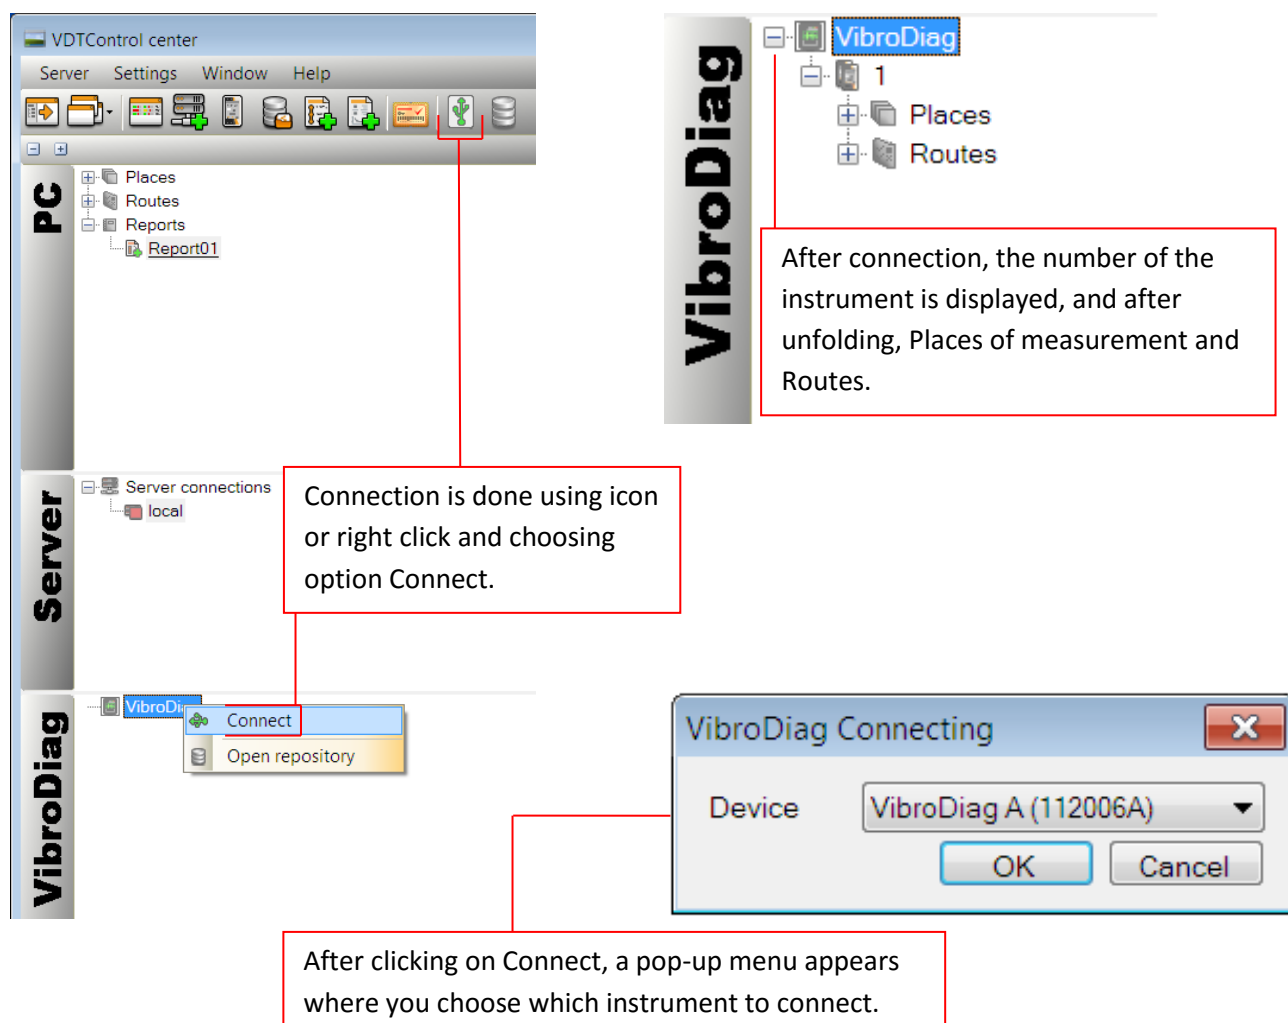 VDTControl center
Server Settings Window Help
PC
Places
Routes
Reports
Report01
Server
Server connections
local
Connection is done using icon
or right click and choosing
option Connect.
VibroDiag
VibroDi
Connect
Open repository
VibroDiag
VibroDiag
1
Places
Routes
After connection, the number of the
instrument is displayed, and after
unfolding, Places of measurement and
Routes.
VibroDiag Connecting
Device VibroDiag A (112006A)
OK Cancel
After clicking on Connect, a pop-up menu appears
where you choose which instrument to connect.